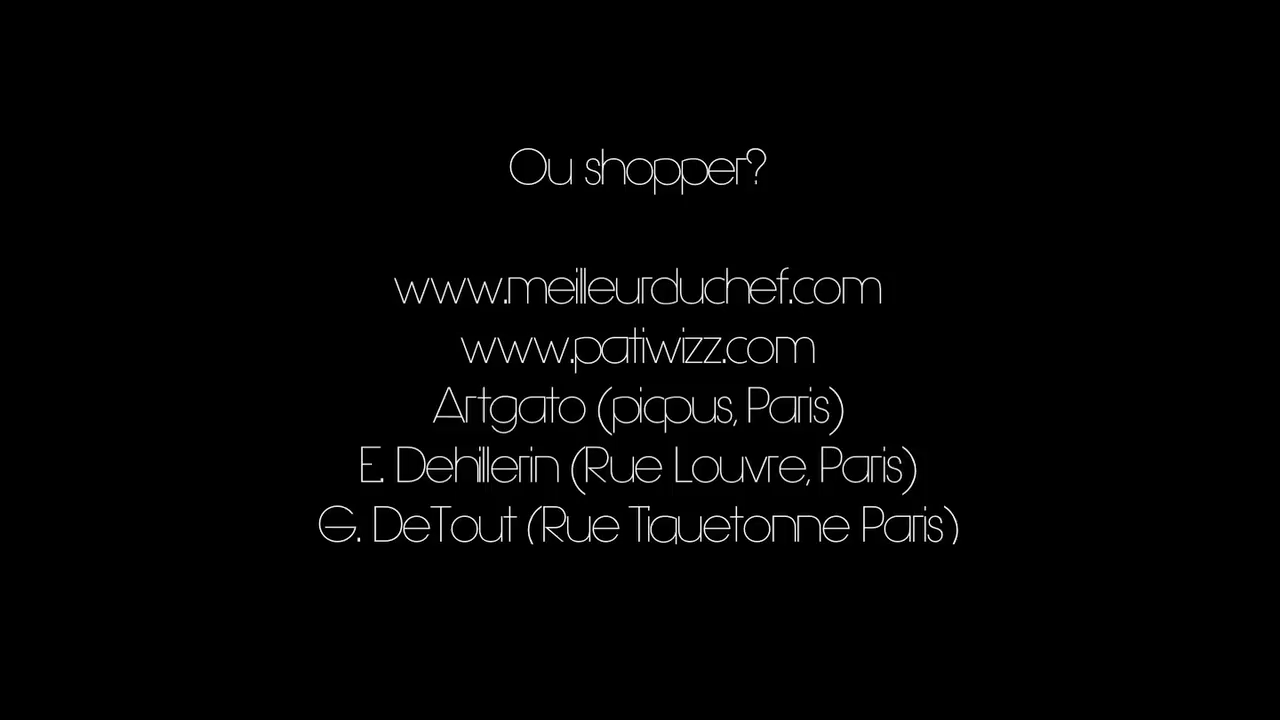 Ou shopper?
www.meilleurduchef.com
www.patiwizz.com
Artgato (picpus, Paris)
E. Dehillerin (Rue Louvre, Paris)
G. DeTout (Rue Tiquetonne Paris)